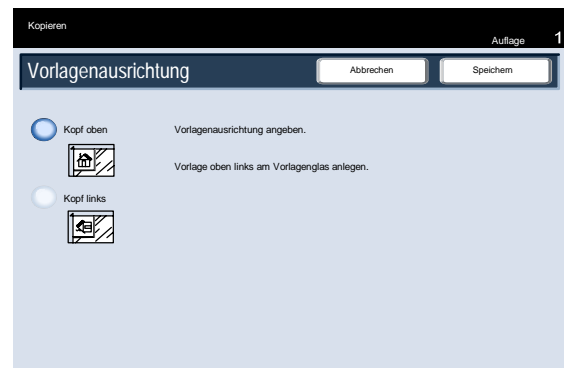 Kopieren
Auflage 1
Vorlagenausrichtung
Abbrechen
Speichern
Kopf oben
Vorlagenausrichtung angeben.
Vorlage oben links am Vorlagenglas anlegen.
Kopf links